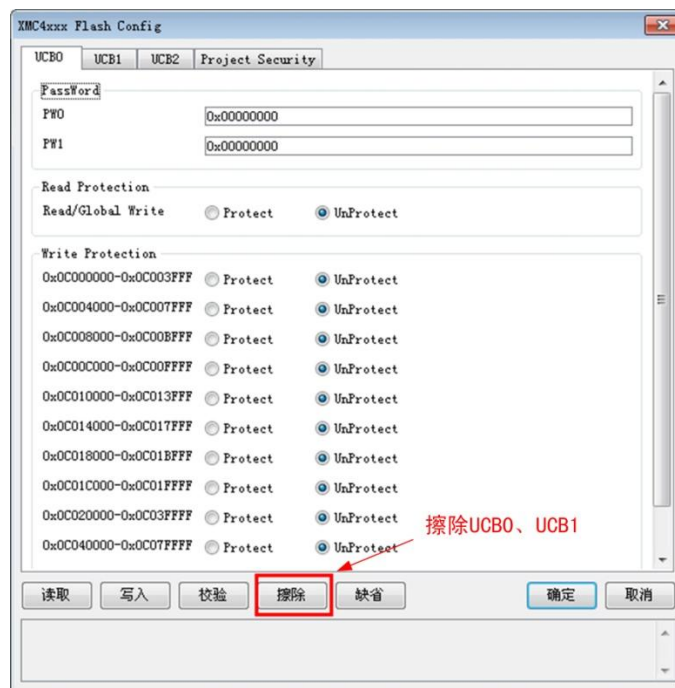 XMC4xxx Flash Config
UCB0 UCB1 UCB2 Project Security
PassWord
PW0 0x00000000
PW1 0x00000000
Read Protection
Read/Global Write Protect UnProtect
Write Protection
0x0C000000-0x0C003FFF Protect UnProtect
0x0C004000-0x0C007FFF Protect UnProtect
0x0C008000-0x0C00BFFF Protect UnProtect
0x0C00C000-0x0C00FFFF Protect UnProtect
0x0C010000-0x0C013FFF Protect UnProtect
0x0C014000-0x0C017FFF Protect UnProtect
0x0C018000-0x0C01BFFF Protect UnProtect
0x0C01C000-0x0C01FFFF Protect UnProtect
0x0C020000-0x0C03FFFF Protect UnProtect
擦除UCB0、UCB1
0x0C040000-0x0C07FFFF Protect UnProtect
读取 写入 校验 擦除 缺省 确定 取消